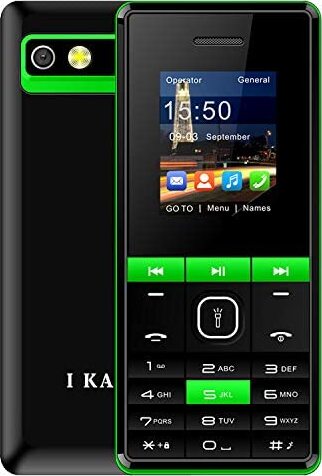 Operator General
15:50
09-03 September
GO TO | Menu | Names
1
2 ABC
3 DEF
4 GHI
5 JKL
6 MNO
7 PQRS
8 TUV
9 WXYZ
* +
0
#
I KA